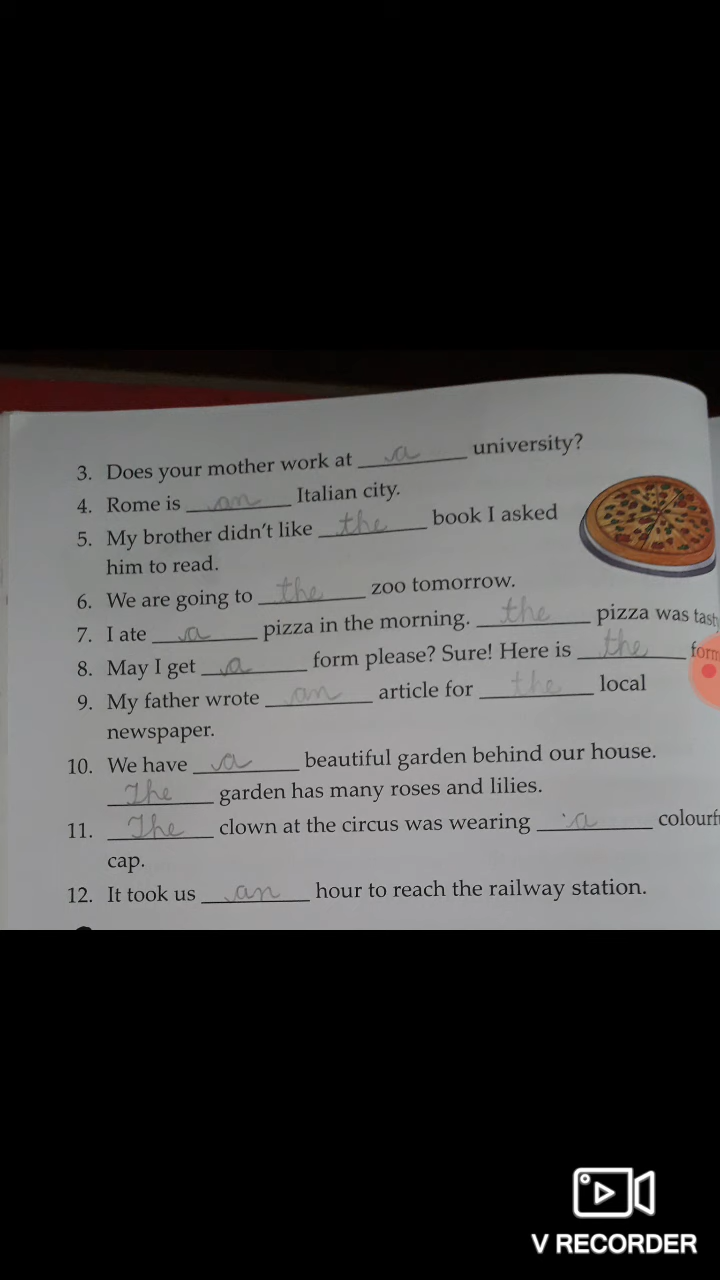 3. Does your mother work at a university?
4. Rome is an Italian city.
5. My brother didn't like the book I asked
him to read.
6. We are going to the zoo tomorrow.
7. I ate a pizza in the morning. the pizza was tast
8. May I get a form please? Sure! Here is the form
9. My father wrote an article for the local
newspaper.
10. We have a beautiful garden behind our house.
The garden has many roses and lilies.
11. The clown at the circus was wearing a colourf
cap.
12. It took us an hour to reach the railway station.
V RECORDER